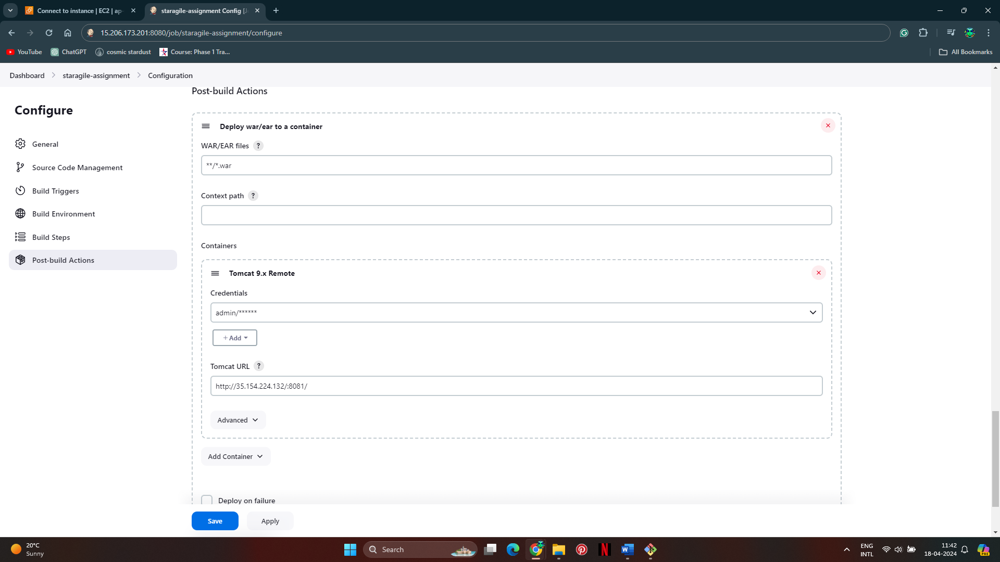 Connect to instance | EC2 | ap-
staragile-assignment Config [Je
15.206.173.201:8080/job/staragile-assignment/configure
YouTube
ChatGPT
cosmic stardust
Course: Phase 1 Tra...
All Bookmarks
Dashboard
staragile-assignment
Configuration
Configure
General
Source Code Management
Build Triggers
Build Environment
Build Steps
Post-build Actions
Post-build Actions
Deploy war/ear to a container
WAR/EAR files ?
**/*.war
Context path ?
Containers
Tomcat 9.x Remote
Credentials
admin/******
+ Add
Tomcat URL ?
http://35.154.224.132/:8081/
Advanced
Add Container
Deploy on failure
Save
Apply
20°C
Sunny
Search
ENG
INTL
11:42
18-04-2024
PRE